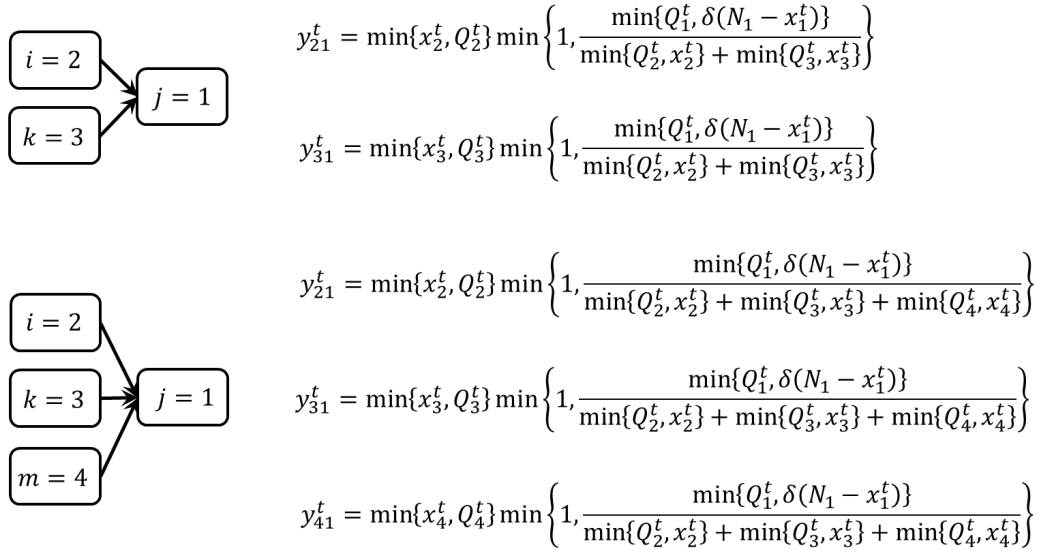 i = 2
k = 3
j = 1
y_{21}^t = min{x_2^t, Q_2^t} min{1, min{Q_1^t, δ(N_1 − x_1^t)} / (min{Q_2^t, x_2^t} + min{Q_3^t, x_3^t})}
y_{31}^t = min{x_3^t, Q_3^t} min{1, min{Q_1^t, δ(N_1 − x_1^t)} / (min{Q_2^t, x_2^t} + min{Q_3^t, x_3^t})}
i = 2
k = 3
m = 4
j = 1
y_{21}^t = min{x_2^t, Q_2^t} min{1, min{Q_1^t, δ(N_1 − x_1^t)} / (min{Q_2^t, x_2^t} + min{Q_3^t, x_3^t} + min{Q_4^t, x_4^t})}
y_{31}^t = min{x_3^t, Q_3^t} min{1, min{Q_1^t, δ(N_1 − x_1^t)} / (min{Q_2^t, x_2^t} + min{Q_3^t, x_3^t} + min{Q_4^t, x_4^t})}
y_{41}^t = min{x_4^t, Q_4^t} min{1, min{Q_1^t, δ(N_1 − x_1^t)} / (min{Q_2^t, x_2^t} + min{Q_3^t, x_3^t} + min{Q_4^t, x_4^t})}